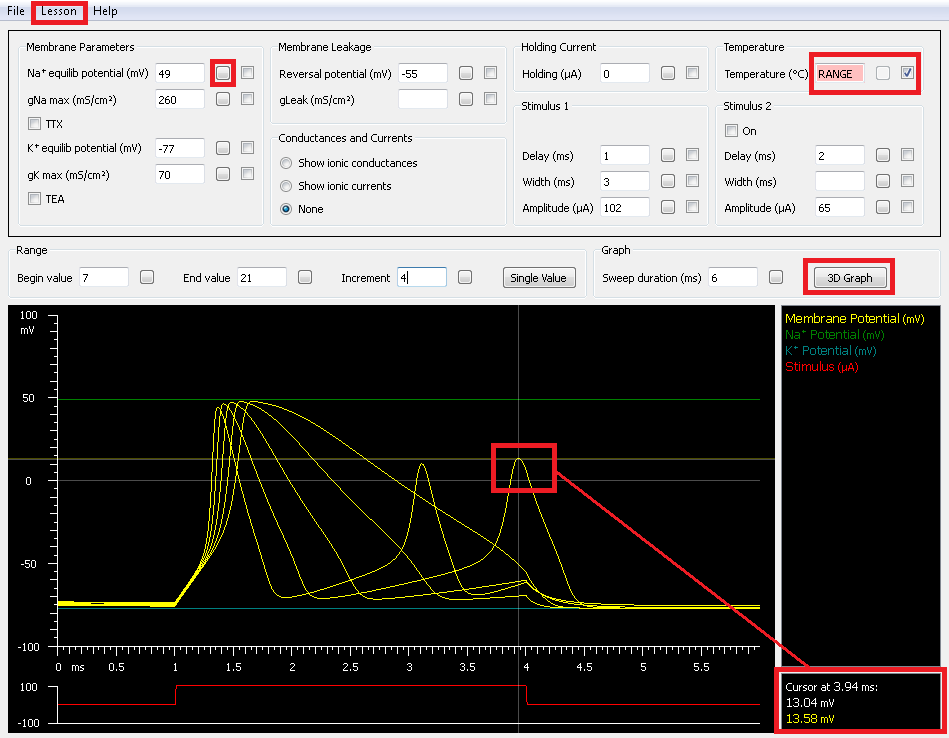 File Lesson Help
Membrane Parameters
Na⁺ equilib potential (mV) 49
gNa max (mS/cm²) 260
TTX
K⁺ equilib potential (mV) -77
gK max (mS/cm²) 70
TEA
Membrane Leakage
Reversal potential (mV) -55
gLeak (mS/cm²)
Conductances and Currents
Show ionic conductances
Show ionic currents
None
Holding Current
Holding (µA) 0
Stimulus 1
Delay (ms) 1
Width (ms) 3
Amplitude (µA) 102
Temperature
Temperature (°C) RANGE
Stimulus 2
On
Delay (ms) 2
Width (ms)
Amplitude (µA) 65
Range
Begin value 7 End value 21 Increment 4 Single Value
Graph
Sweep duration (ms) 6 3D Graph
100
mV
50
0
-50
-100
0 ms 0.5 1 1.5 2 2.5 3 3.5 4 4.5 5 5.5
100
-100
Membrane Potential (mV)
Na⁺ Potential (mV)
K⁺ Potential (mV)
Stimulus (µA)
Cursor at 3.94 ms:
13.04 mV
13.58 mV